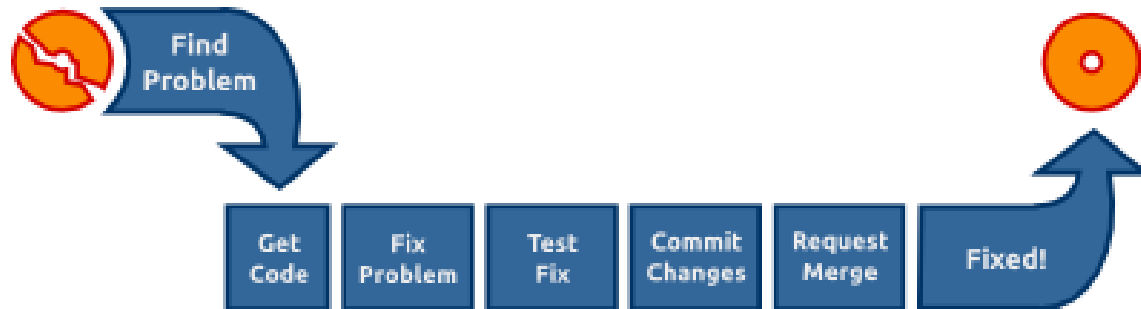 Find
Problem
Get
Code
Fix
Problem
Test
Fix
Commit
Changes
Request
Merge
Fixed!